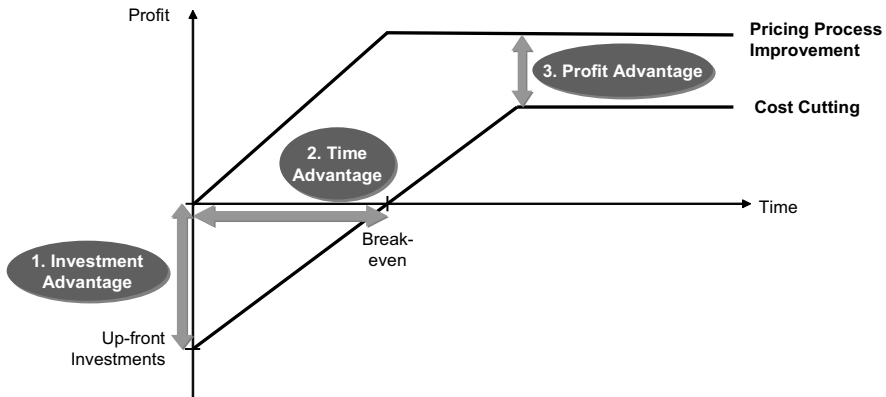 Profit
Pricing Process
Improvement
3. Profit Advantage
Cost Cutting
2. Time
Advantage
Time
Break-
even
1. Investment
Advantage
Up-front
Investments